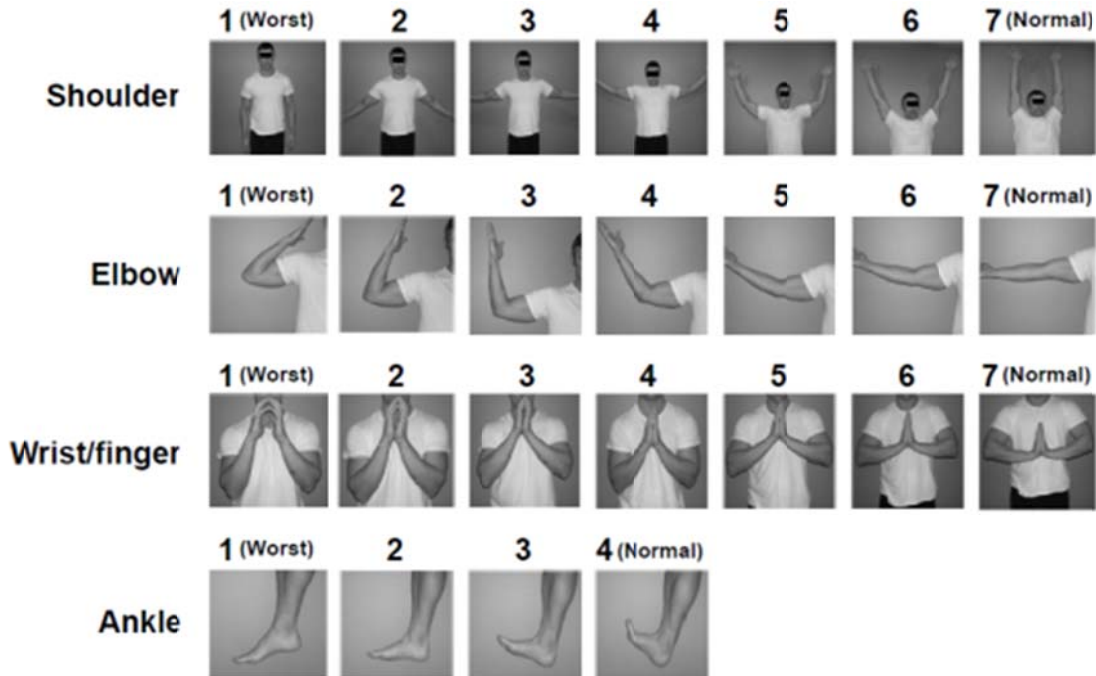 1 (Worst) 2 3 4 5 6 7 (Normal)
Shoulder
1 (Worst) 2 3 4 5 6 7 (Normal)
Elbow
1 (Worst) 2 3 4 5 6 7 (Normal)
Wrist/finger
1 (Worst) 2 3 4 (Normal)
Ankle